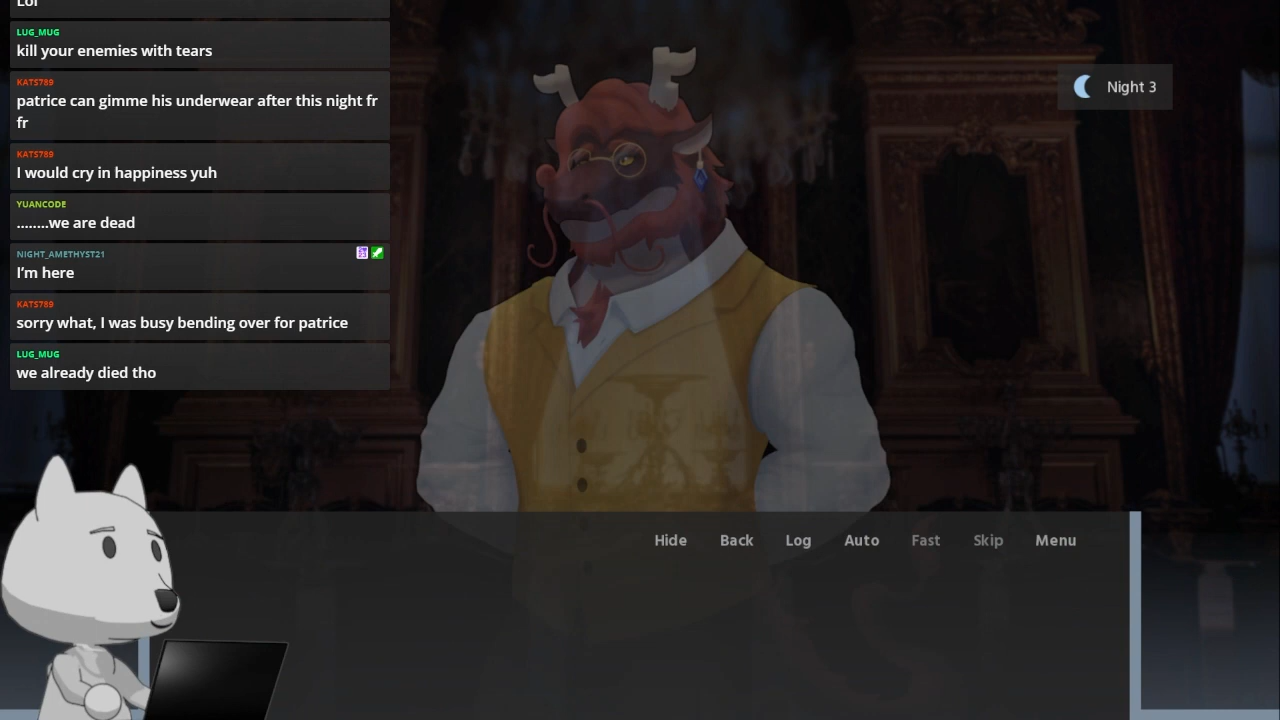 Lol
LUG_MUG
kill your enemies with tears
KATS789
patrice can gimme his underwear after this night fr
fr
KATS789
I would cry in happiness yuh
YUANCODE
........we are dead
NIGHT_AMETHYST21
I'm here
KATS789
sorry what, I was busy bending over for patrice
LUG_MUG
we already died tho
Night 3
Hide Back Log Auto Fast Skip Menu